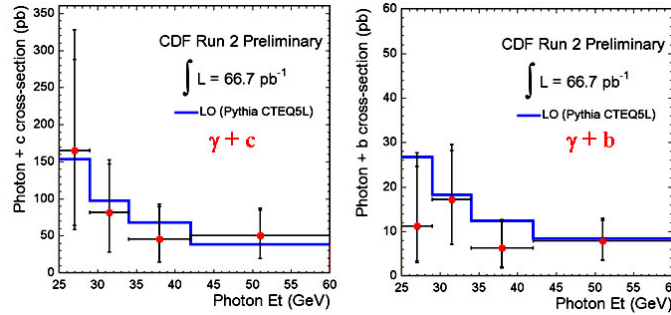 Photon + c cross-section (pb)
350
300
250
200
150
100
50
0
CDF Run 2 Preliminary
∫ L = 66.7 pb⁻¹
LO (Pythia CTEQ5L)
γ + c
25 30 35 40 45 50 55 60
Photon Et (GeV)
Photon + b cross-section (pb)
60
50
40
30
20
10
0
CDF Run 2 Preliminary
∫ L = 66.7 pb⁻¹
LO (Pythia CTEQ5L)
γ + b
25 30 35 40 45 50 55 60
Photon Et (GeV)